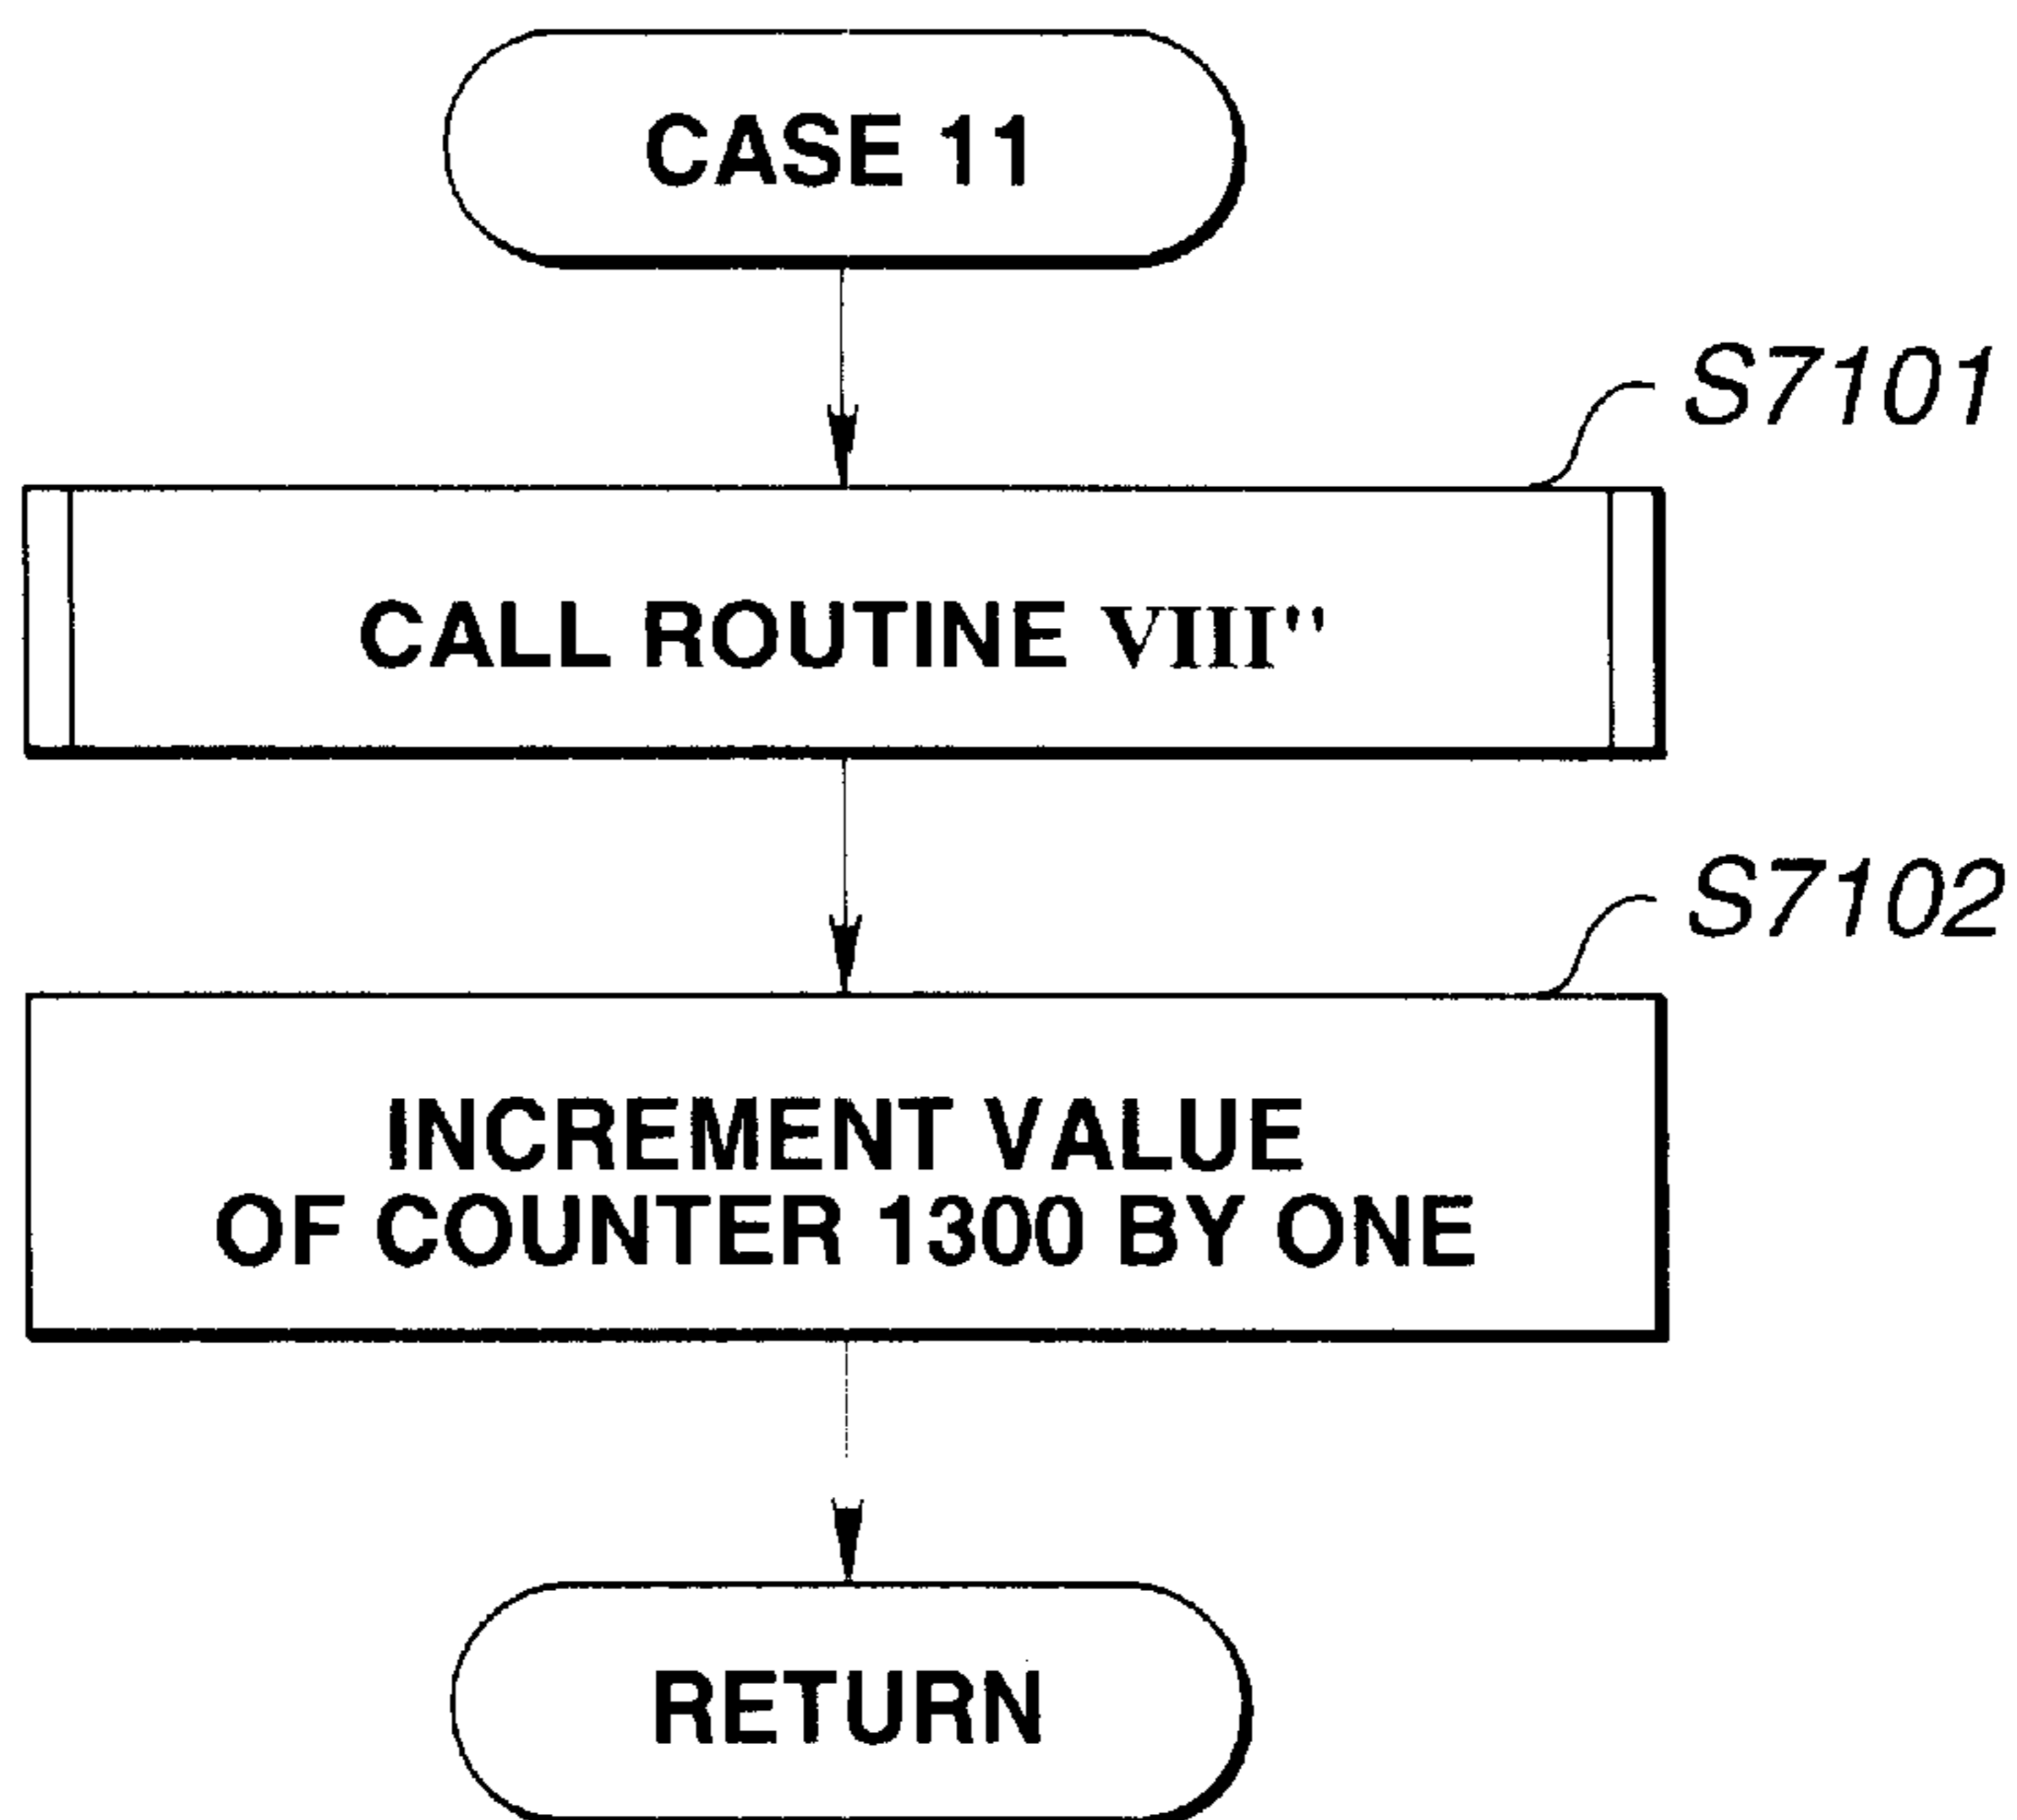 CASE 11
S7101
CALL ROUTINE VIII''
S7102
INCREMENT VALUE
OF COUNTER 1300 BY ONE
RETURN